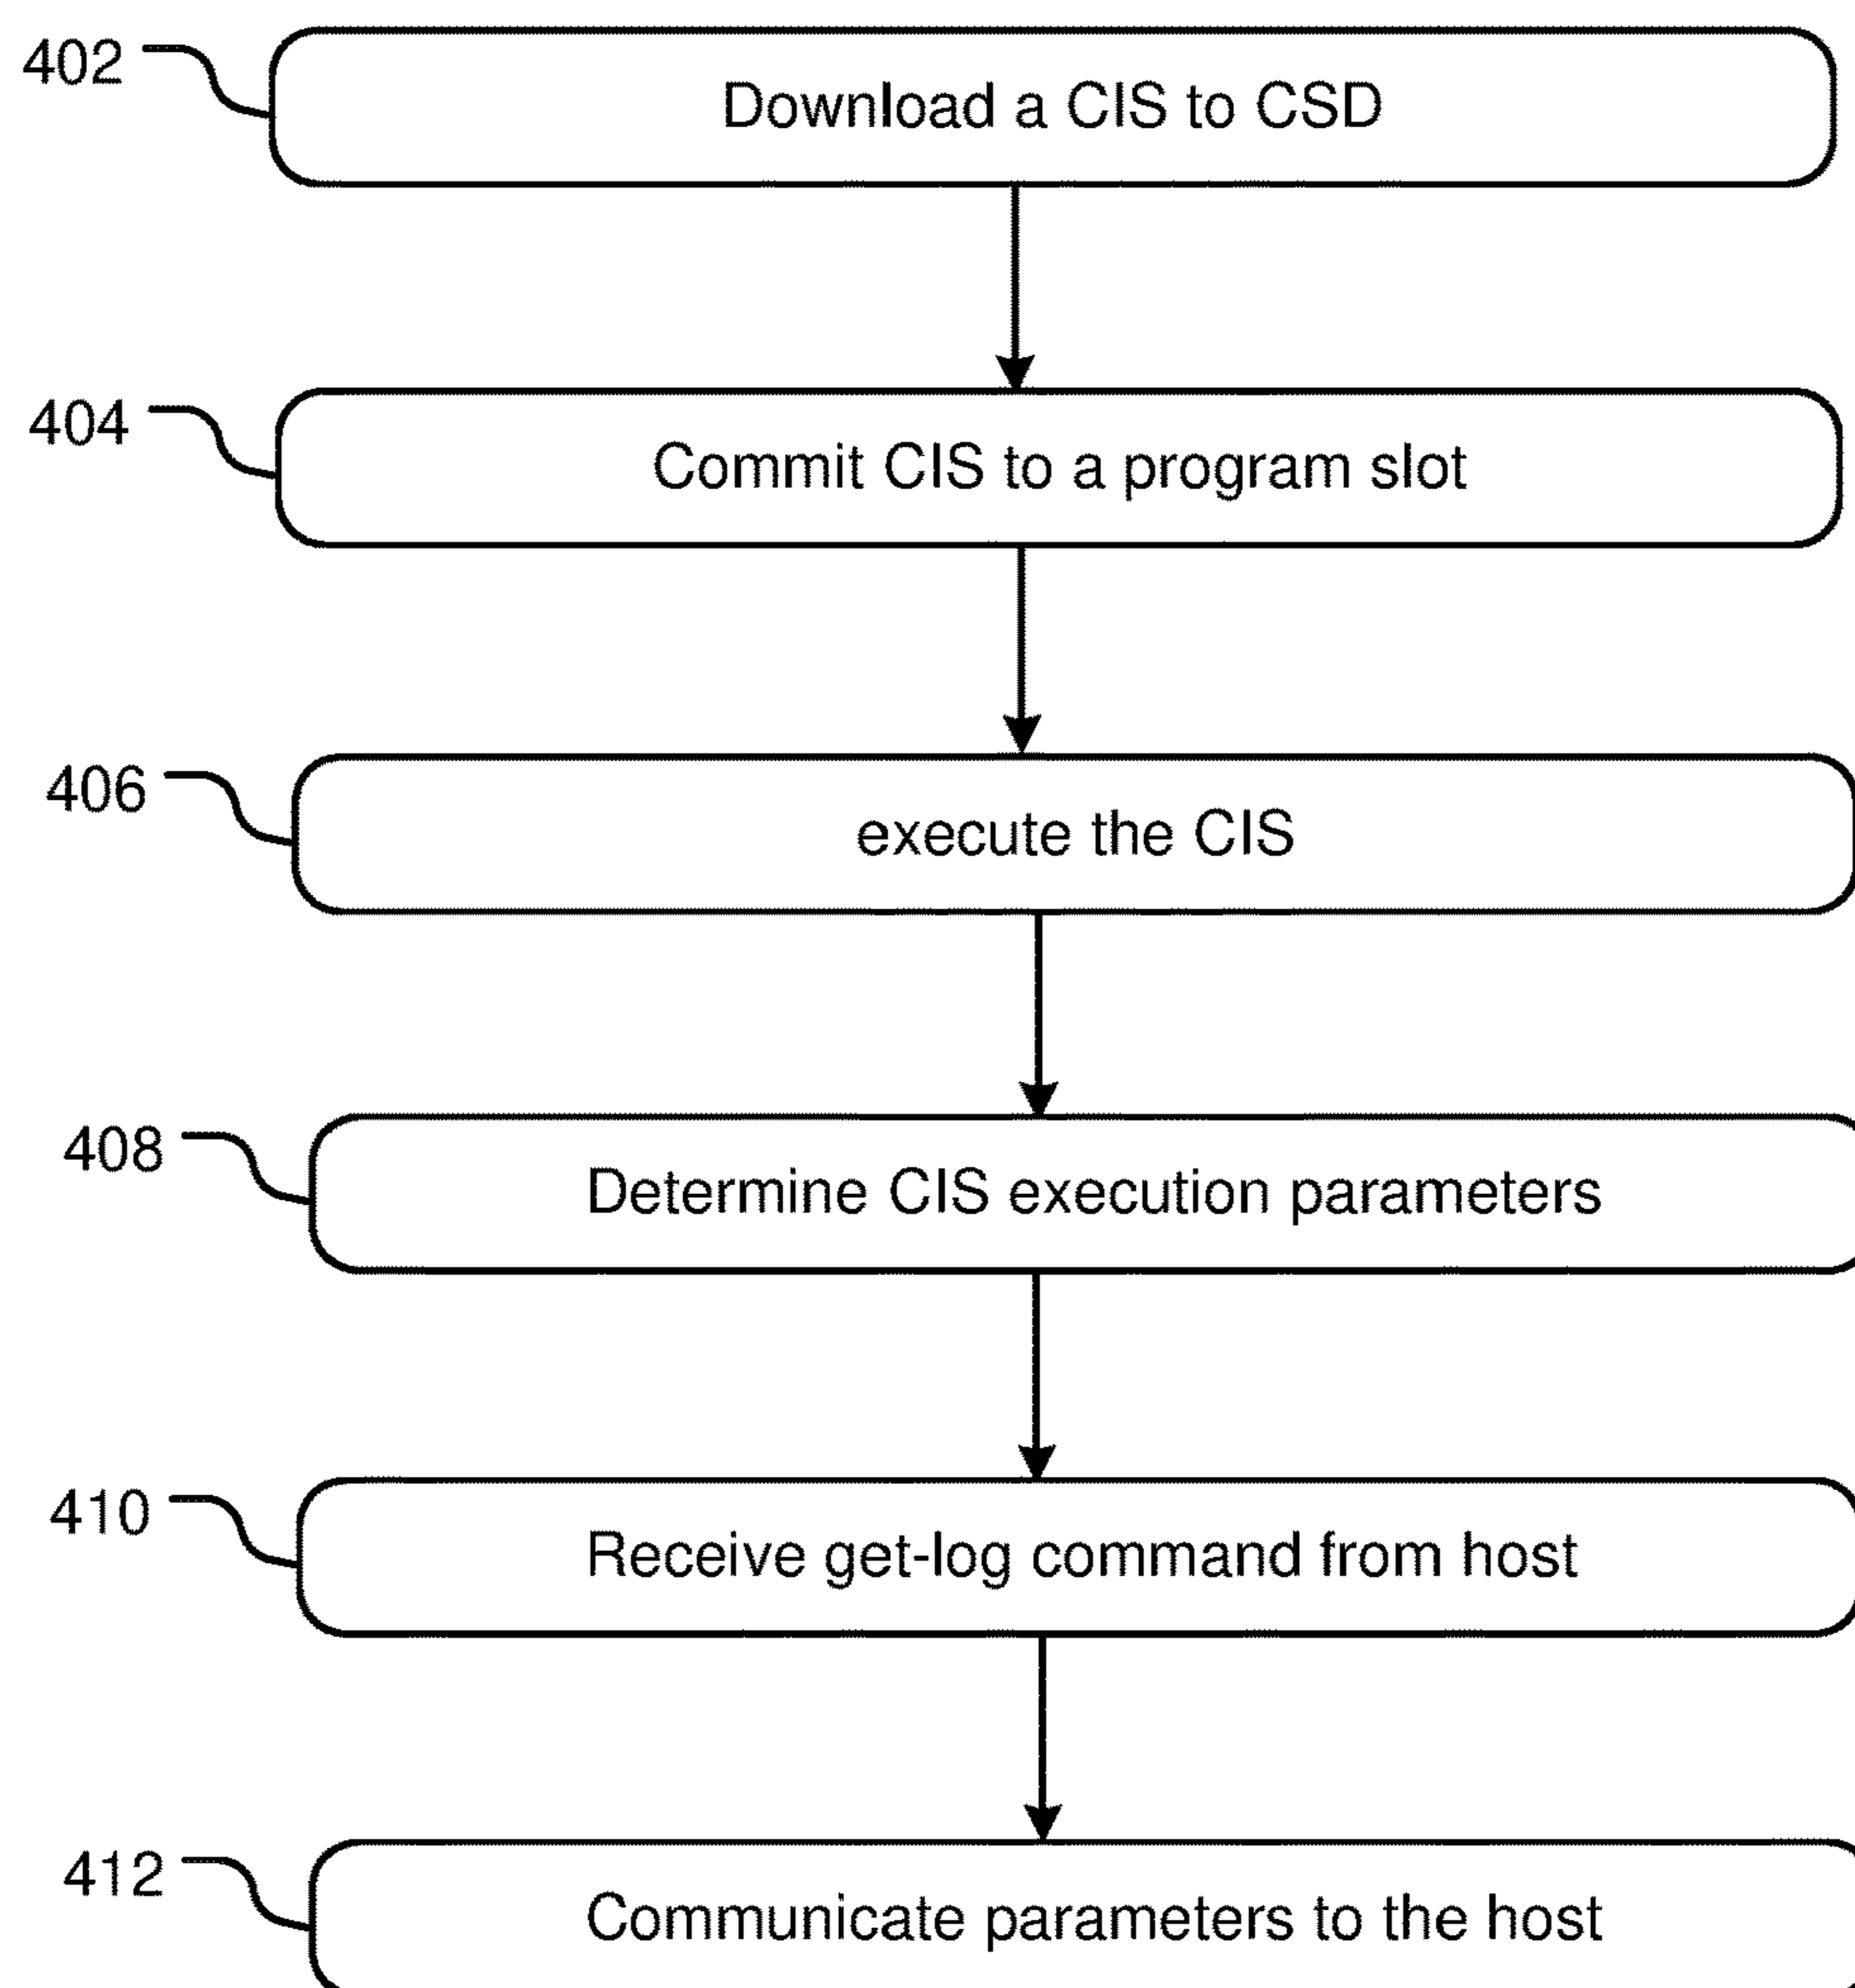 402
Download a CIS to CSD
404
Commit CIS to a program slot
406
execute the CIS
408
Determine CIS execution parameters
410
Receive get-log command from host
412
Communicate parameters to the host